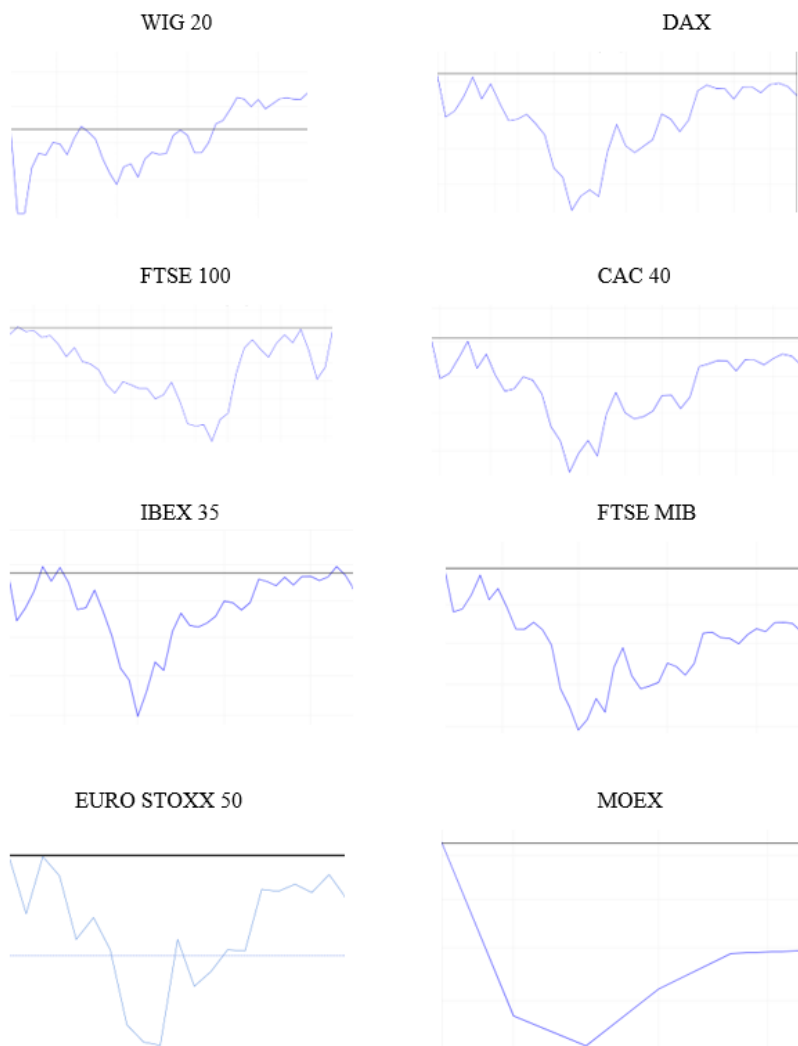 WIG 20
DAX
FTSE 100
CAC 40
IBEX 35
FTSE MIB
EURO STOXX 50
MOEX